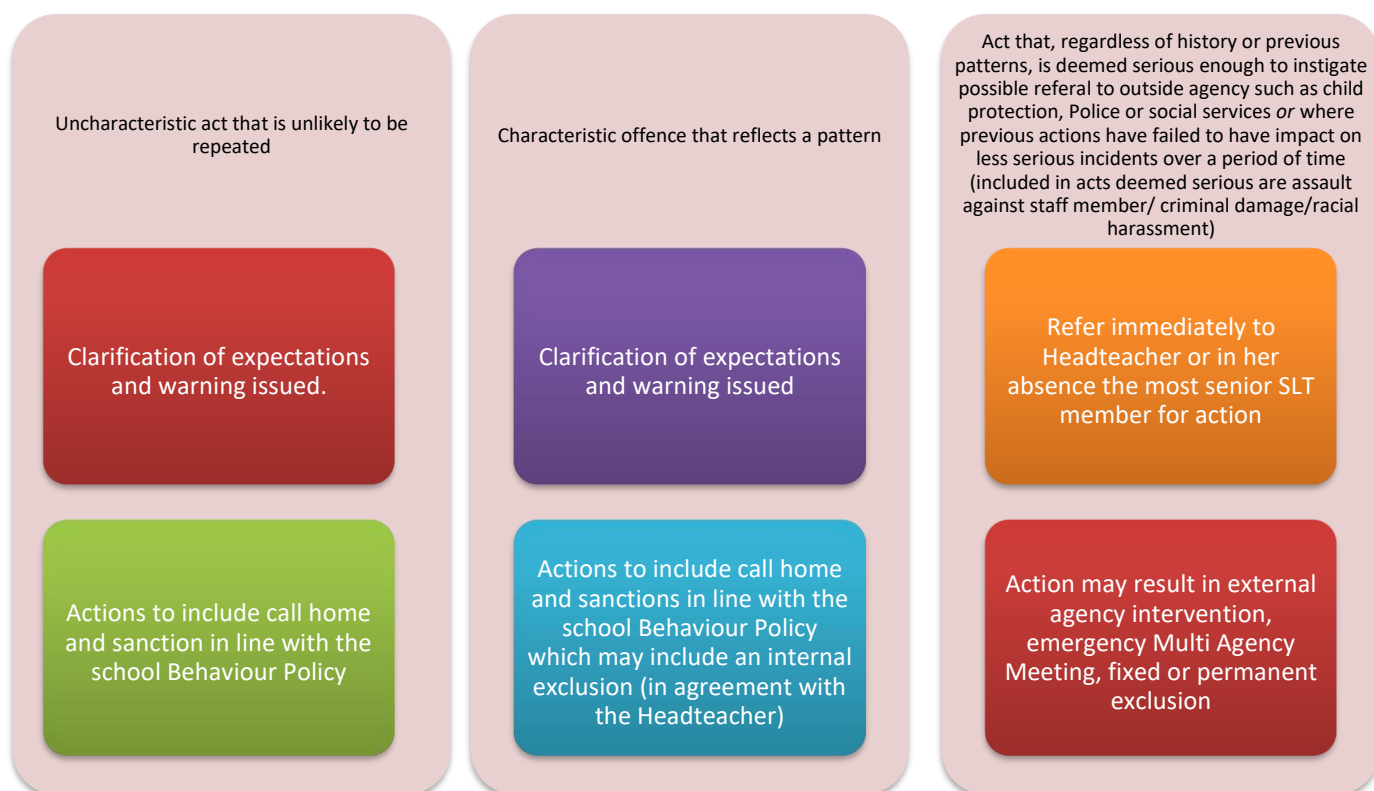 Uncharacteristic act that is unlikely to be
repeated
Clarification of expectations
and warning issued.
Actions to include call home
and sanction in line with the
school Behaviour Policy
Characteristic offence that reflects a pattern
Clarification of expectations
and warning issued
Actions to include call home
and sanctions in line with the
school Behaviour Policy
which may include an internal
exclusion (in agreement with
the Headteacher)
Act that, regardless of history or previous
patterns, is deemed serious enough to instigate
possible referal to outside agency such as child
protection, Police or social services or where
previous actions have failed to have impact on
less serious incidents over a period of time
(included in acts deemed serious are assault
against staff member/ criminal damage/racial
harassment)
Refer immediately to
Headteacher or in her
absence the most senior SLT
member for action
Action may result in external
agency intervention,
emergency Multi Agency
Meeting, fixed or permanent
exclusion